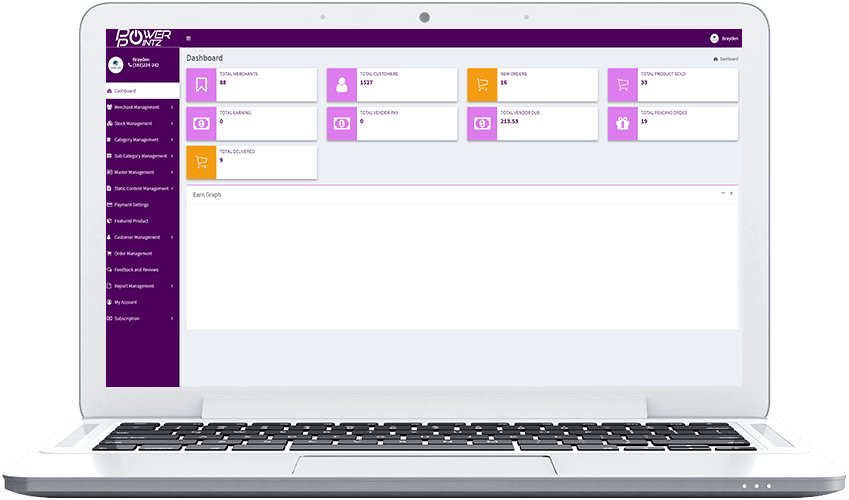 POWER
POINTZ
Brayden
Brayden
(581)224-242
Dashboard
Merchant Management
Stock Management
Category Management
Sub Category Management
Master Management
Static Content Management
Payment Settings
Featured Product
Customer Management
Order Management
Feedback and Reviews
Report Management
My Account
Subscription
Dashboard
Dashboard
TOTAL MERCHANTS
88
TOTAL CUSTOMERS
1527
NEW ORDERS
16
TOTAL PRODUCT SOLD
33
TOTAL EARNING
0
TOTAL VENDOR PAY
0
TOTAL VENDOR DUE
213.53
TOTAL PENDING ORDES
19
TOTAL DELIVERED
9
Earn Graph